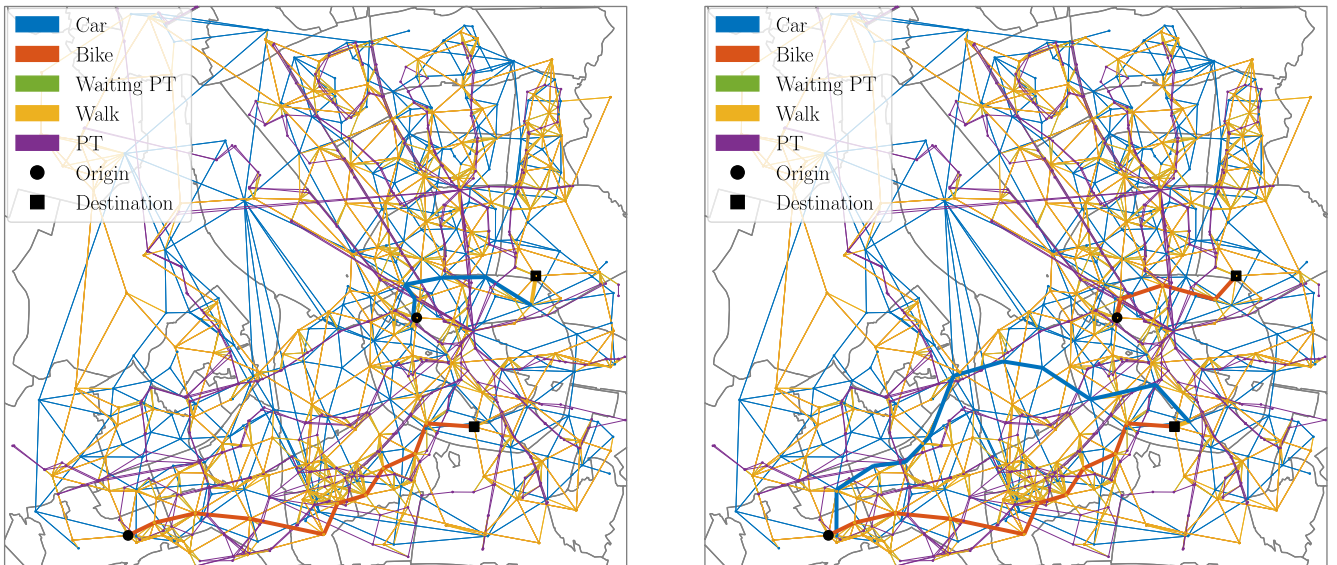 Car
Bike
Waiting PT
Walk
PT
Origin
Destination
Car
Bike
Waiting PT
Walk
PT
Origin
Destination